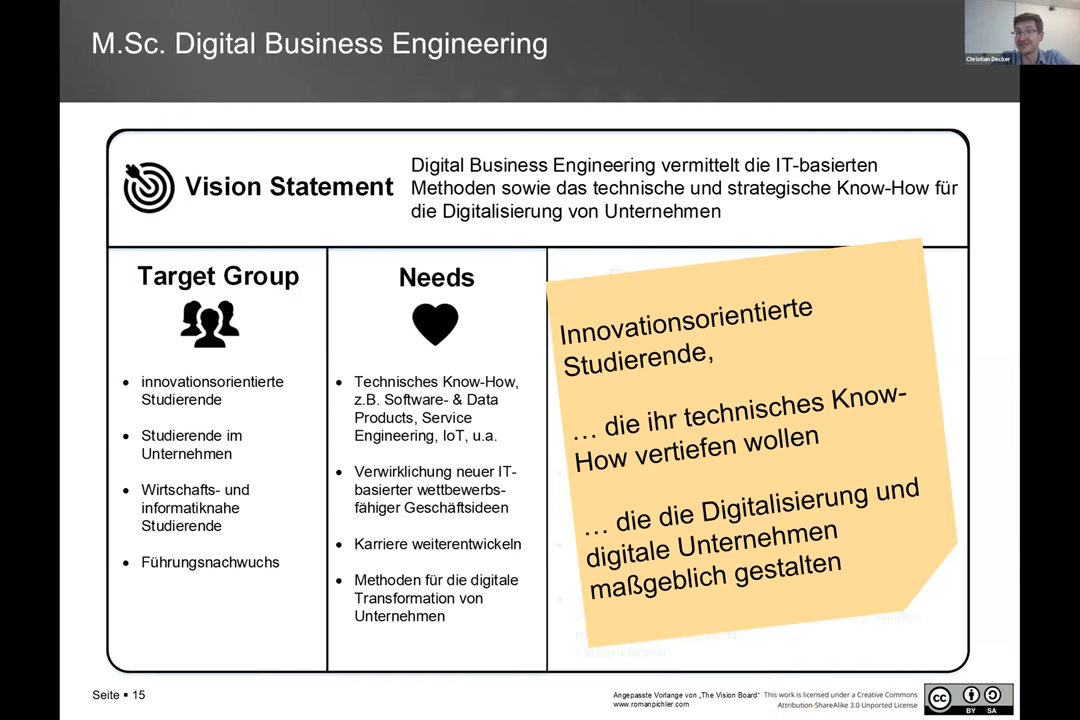 M.Sc. Digital Business Engineering
Christian Decker
Vision Statement
Digital Business Engineering vermittelt die IT-basierten
Methoden sowie das technische und strategische Know-How für
die Digitalisierung von Unternehmen
Target Group
innovationsorientierte
Studierende
Studierende im
Unternehmen
Wirtschafts- und
informatiknahe
Studierende
Führungsnachwuchs
Needs
Technisches Know-How,
z.B. Software- & Data
Products, Service
Engineering, IoT, u.a.
Verwirklichung neuer IT-
basierter wettbewerbs-
fähiger Geschäftsideen
Karriere weiterentwickeln
Methoden für die digitale
Transformation von
Unternehmen
Innovationsorientierte
Studierende,
… die ihr technisches Know-
How vertiefen wollen
… die die Digitalisierung und
digitale Unternehmen
maßgeblich gestalten
Seite ▪ 15
Angepasste Vorlage von „The Vision Board"
www.romanpichler.com
This work is licensed under a Creative Commons
Attribution-ShareAlike 3.0 Unported License
CC
BY SA